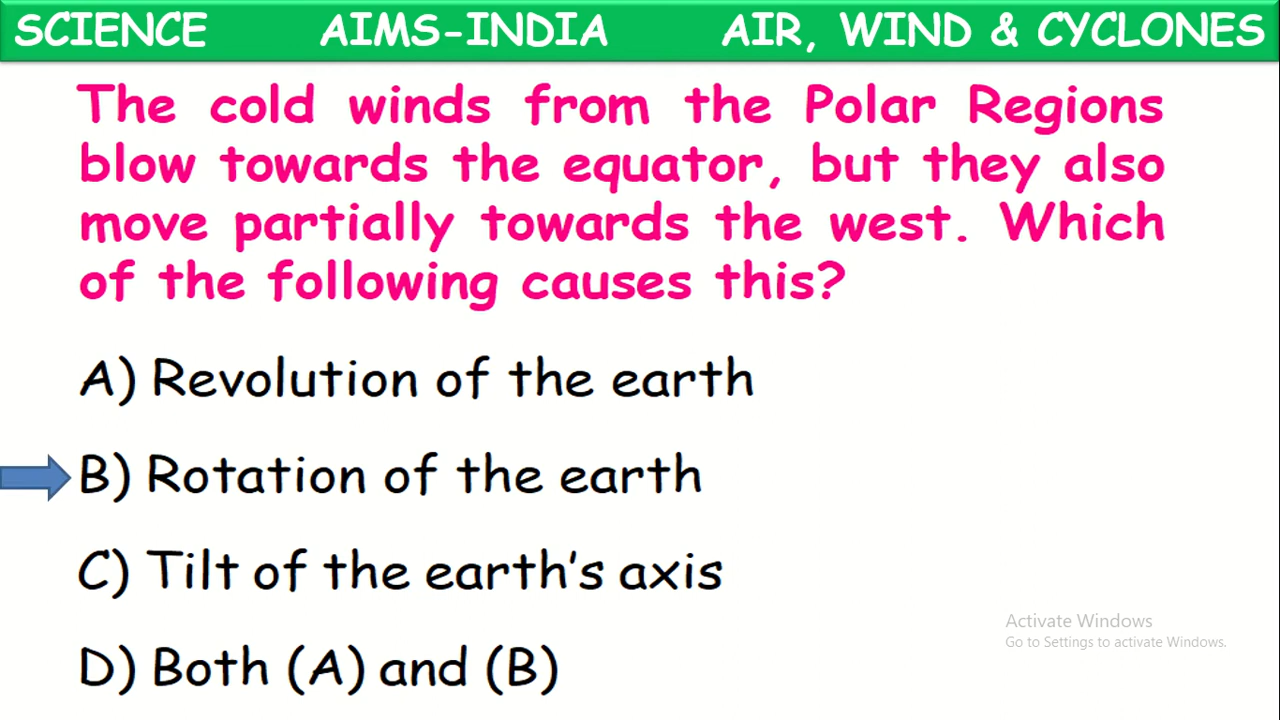 SCIENCE AIMS-INDIA AIR, WIND & CYCLONES
The cold winds from the Polar Regions
blow towards the equator, but they also
move partially towards the west. Which
of the following causes this?
A) Revolution of the earth
B) Rotation of the earth
C) Tilt of the earth’s axis
D) Both (A) and (B)
Activate Windows
Go to Settings to activate Windows.